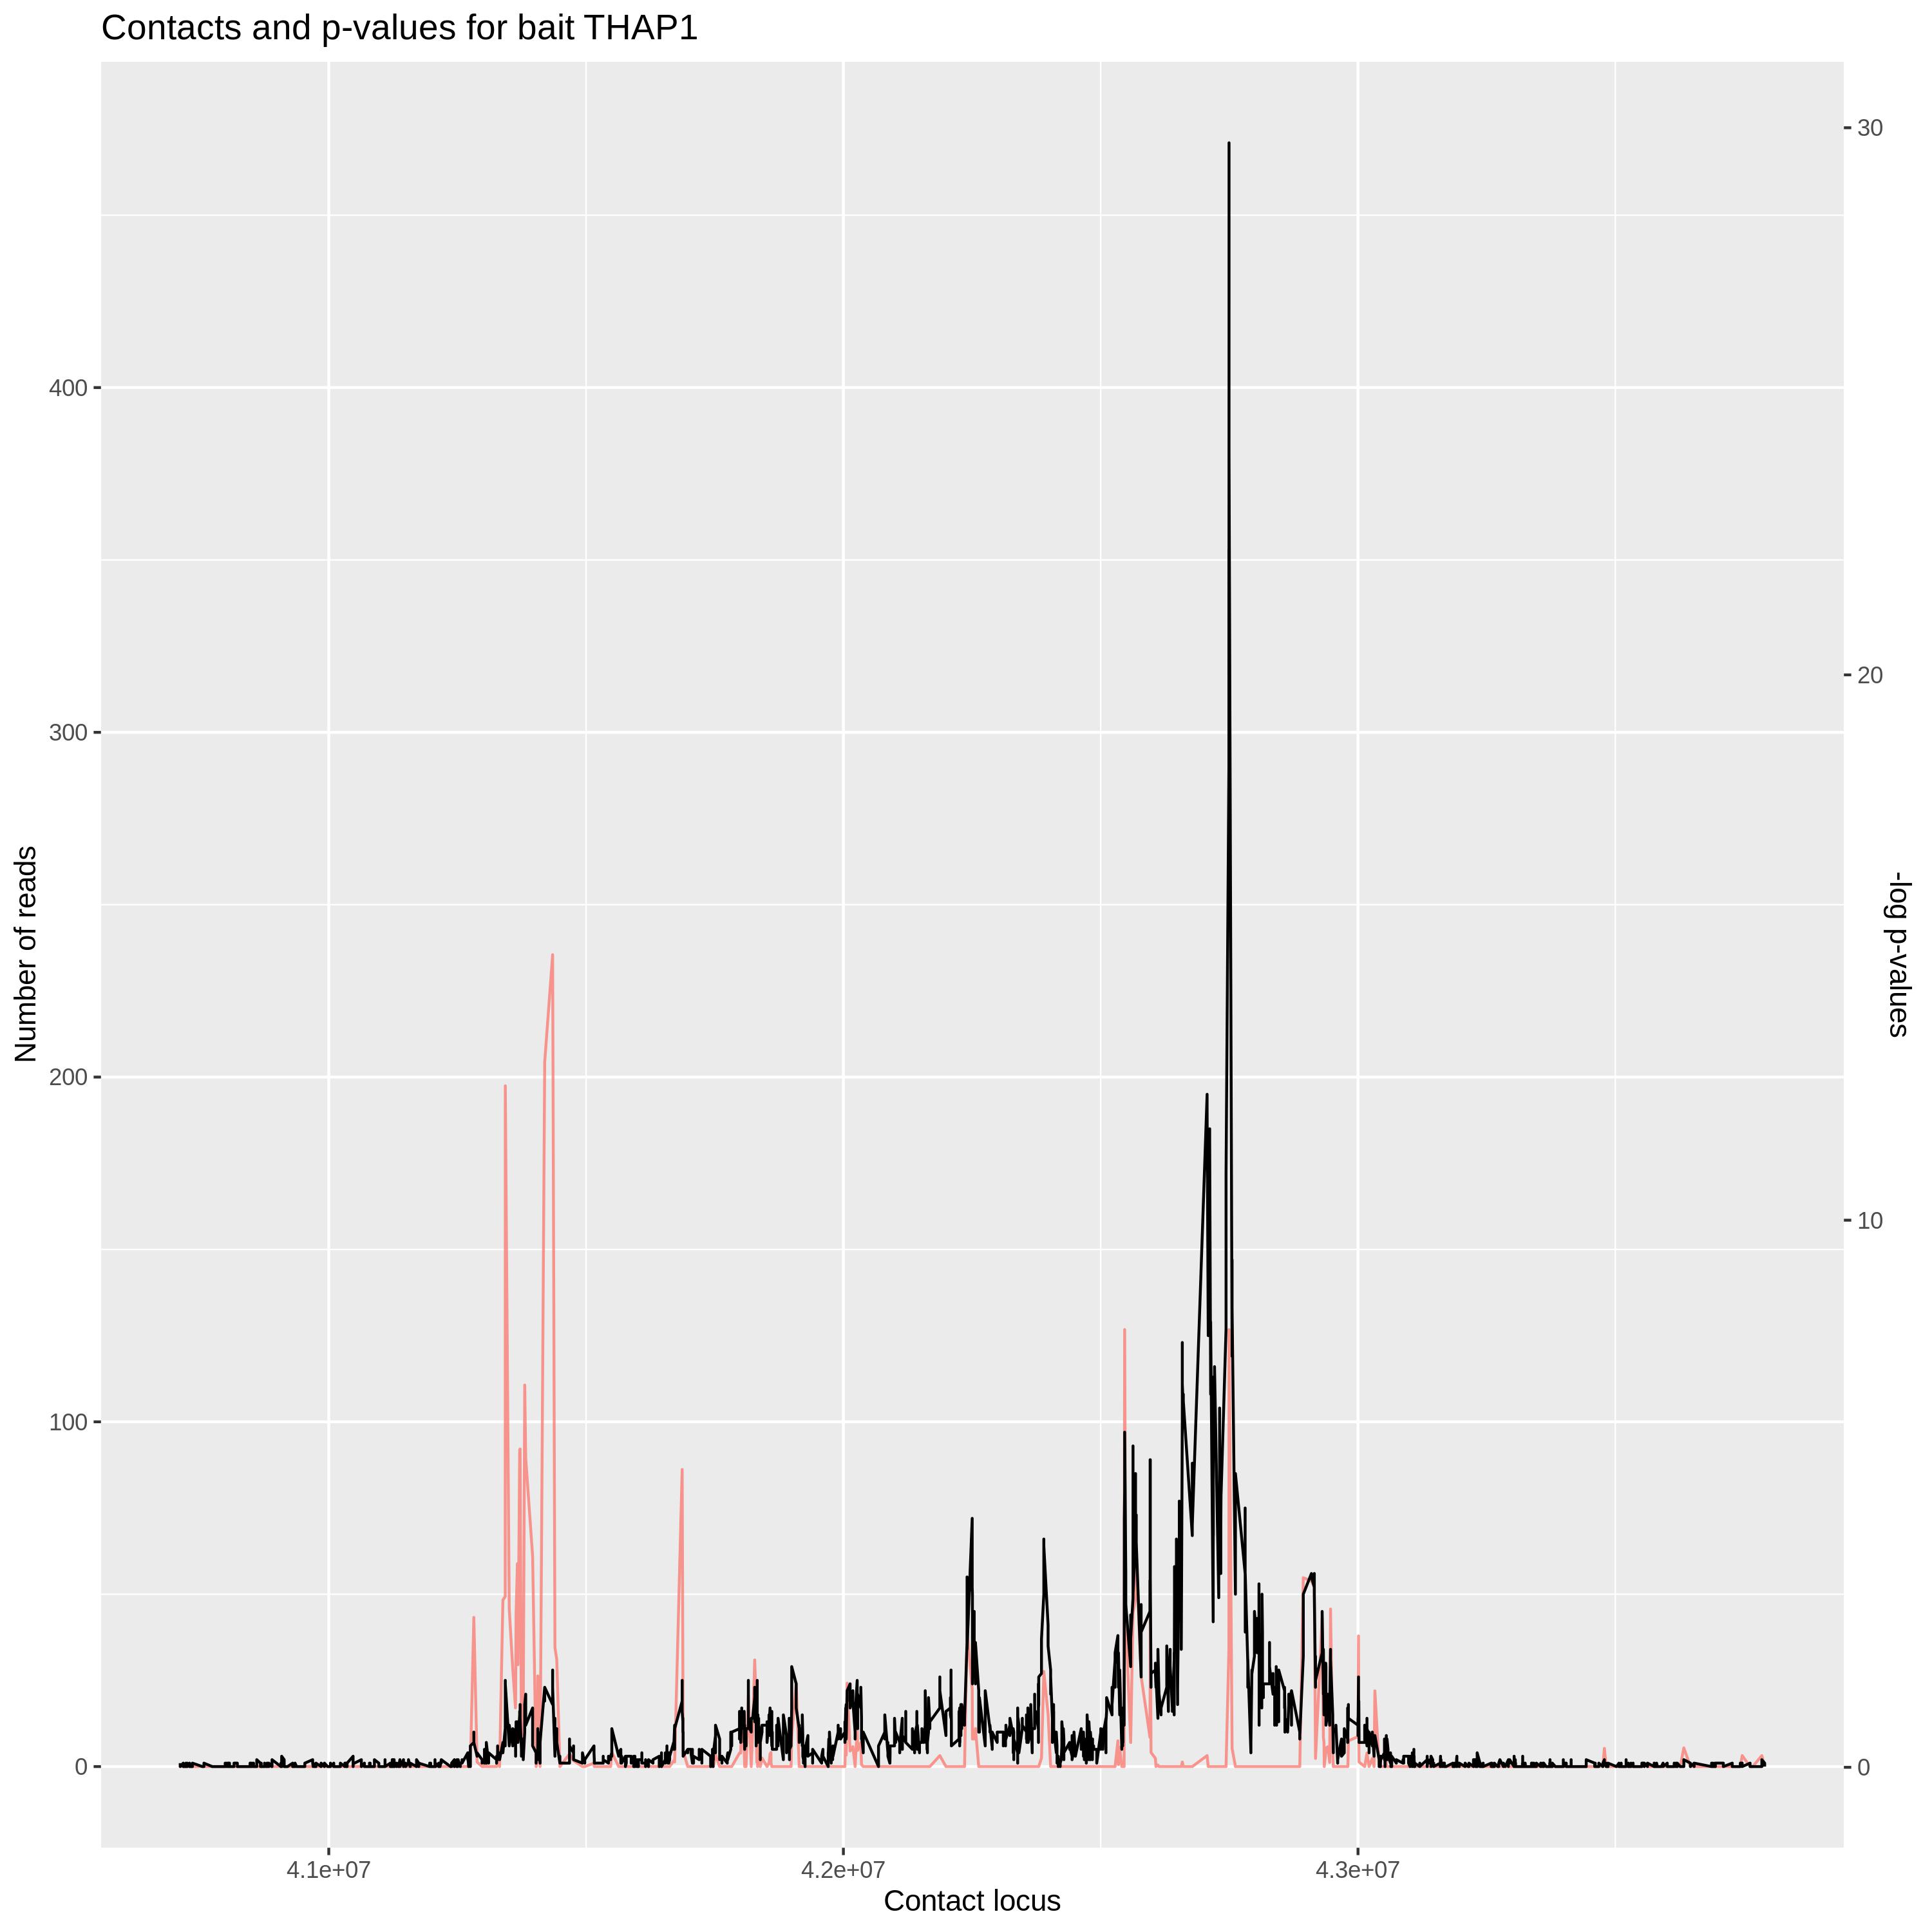 Contacts and p-values for bait THAP1
30
400
20
300
Number of reads
-log p-values
200
10
100
0
0
4.1e+07
4.2e+07
4.3e+07
Contact locus